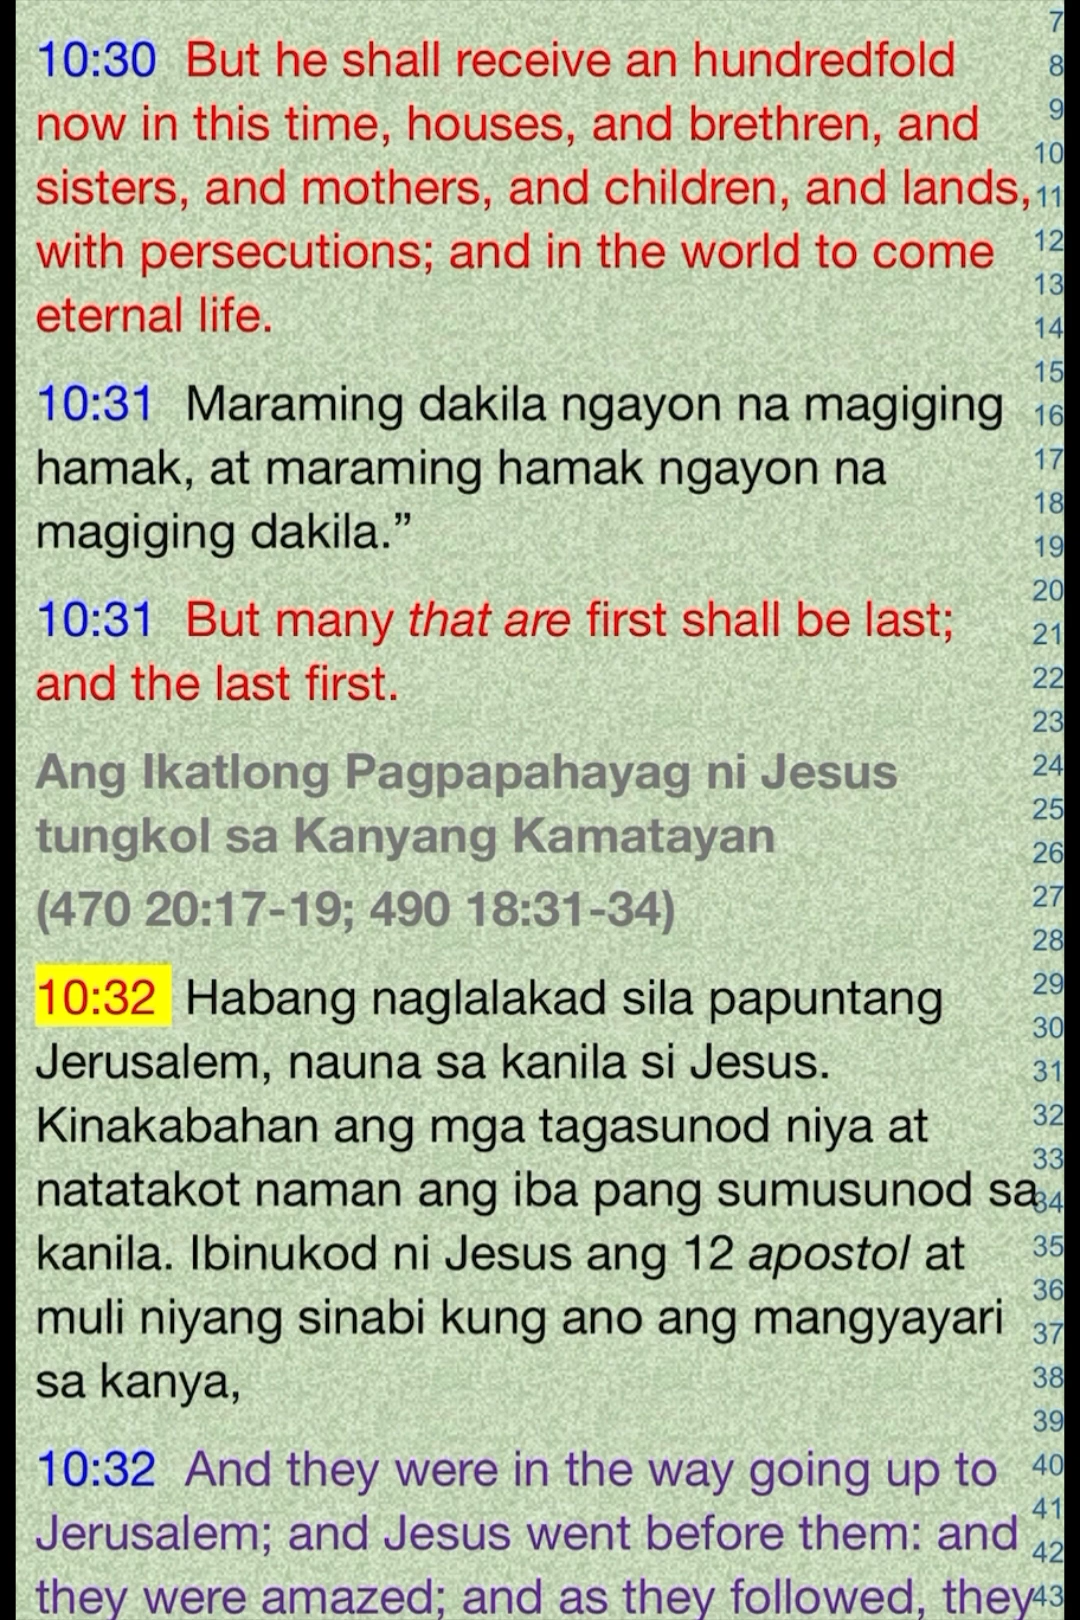 10:30 But he shall receive an hundredfold
now in this time, houses, and brethren, and
sisters, and mothers, and children, and lands,
with persecutions; and in the world to come
eternal life.
10:31 Maraming dakila ngayon na magiging
hamak, at maraming hamak ngayon na
magiging dakila.”
10:31 But many that are first shall be last;
and the last first.
Ang Ikatlong Pagpapahayag ni Jesus
tungkol sa Kanyang Kamatayan
(470 20:17-19; 490 18:31-34)
10:32 Habang naglalakad sila papuntang
Jerusalem, nauna sa kanila si Jesus.
Kinakabahan ang mga tagasunod niya at
natatakot naman ang iba pang sumusunod sa
kanila. Ibinukod ni Jesus ang 12 apostol at
muli niyang sinabi kung ano ang mangyayari
sa kanya,
10:32 And they were in the way going up to
Jerusalem; and Jesus went before them: and
they were amazed; and as they followed, they
7
8
9
10
11
12
13
14
15
16
17
18
19
20
21
22
23
24
25
26
27
28
29
30
31
32
33
34
35
36
37
38
39
40
41
42
43